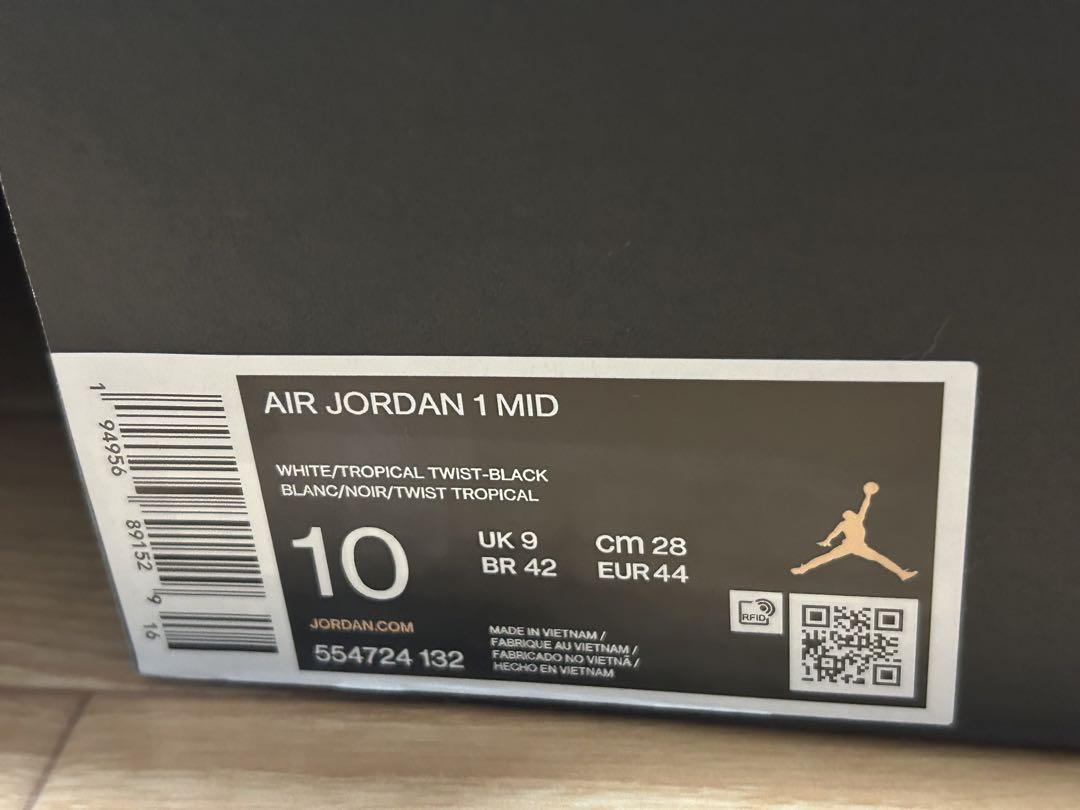 AIR JORDAN 1 MID
WHITE/TROPICAL TWIST-BLACK
BLANC/NOIR/TWIST TROPICAL
10
UK 9
BR 42
cm 28
EUR 44
JORDAN.COM
554724 132
MADE IN VIETNAM /
FABRIQUE AU VIETNAM /
FABRICADO NO VIETNÃ /
HECHO EN VIETNAM
RFID
1 94956 89152 9 16